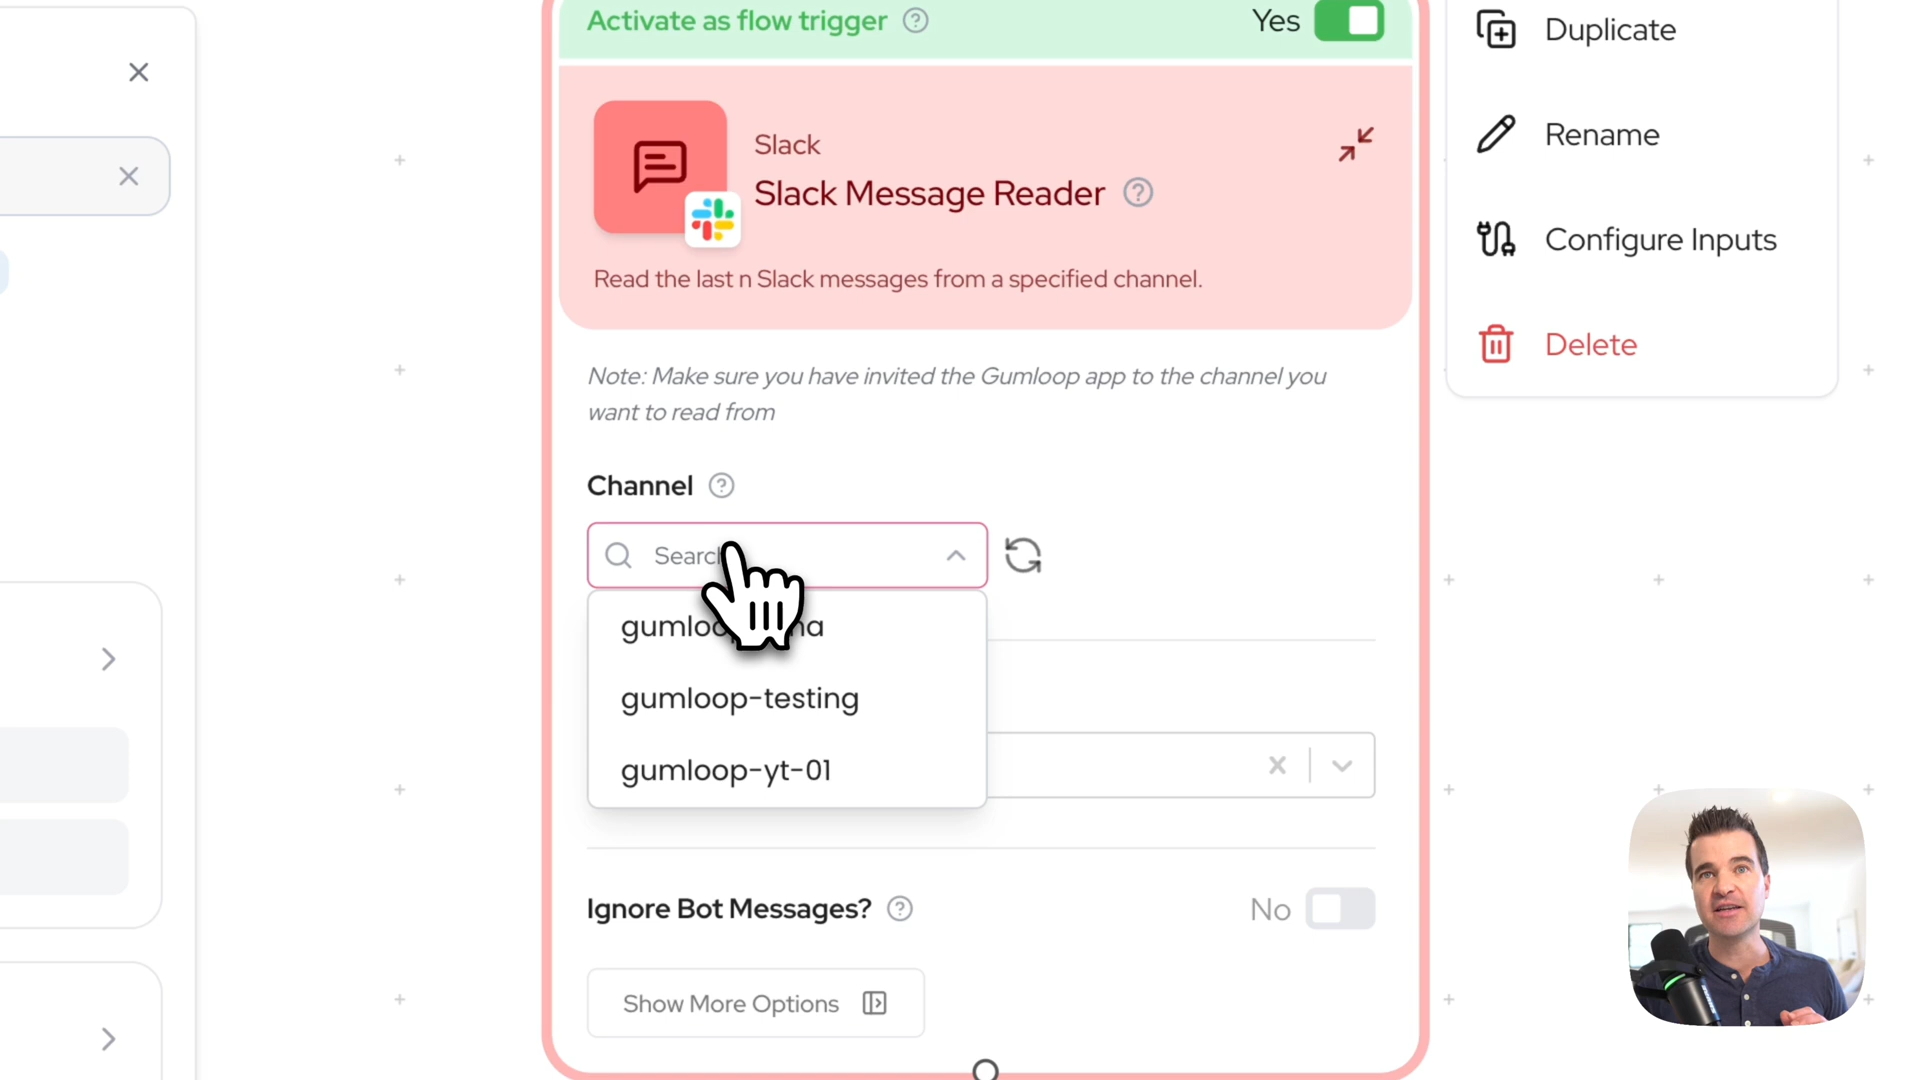 Activate as flow trigger
Yes
Slack
Slack Message Reader
Read the last n Slack messages from a specified channel.
Note: Make sure you have invited the Gumloop app to the channel you
want to read from
Channel
gumloop-testing
gumloop-yt-01
Ignore Bot Messages?
No
Show More Options
Duplicate
Rename
Configure Inputs
Delete